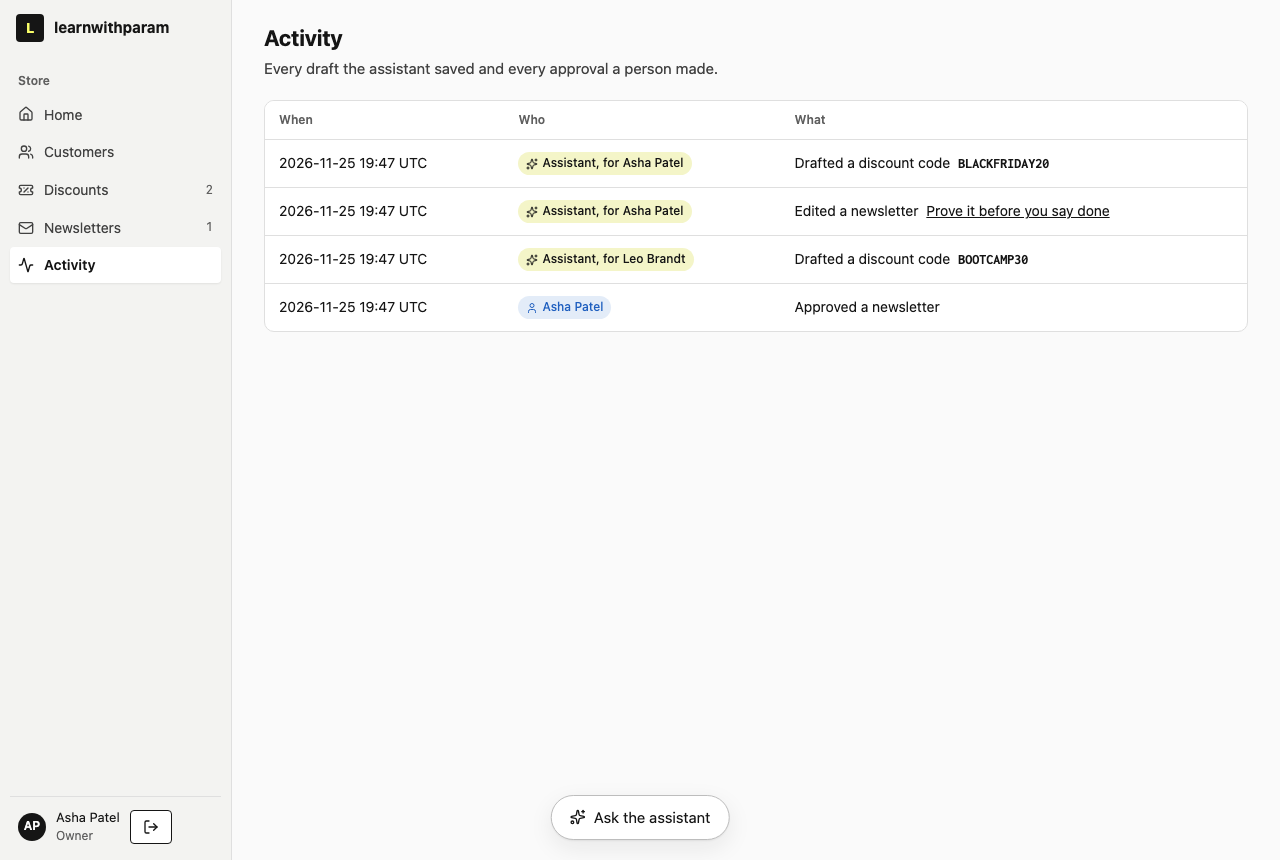 L learnwithparam
Store
Home
Customers
Discounts 2
Newsletters 1
Activity
AP Asha Patel
Owner
Activity
Every draft the assistant saved and every approval a person made.
When Who What
2026-11-25 19:47 UTC Assistant, for Asha Patel Drafted a discount code BLACKFRIDAY20
2026-11-25 19:47 UTC Assistant, for Asha Patel Edited a newsletter Prove it before you say done
2026-11-25 19:47 UTC Assistant, for Leo Brandt Drafted a discount code BOOTCAMP30
2026-11-25 19:47 UTC Asha Patel Approved a newsletter
Ask the assistant